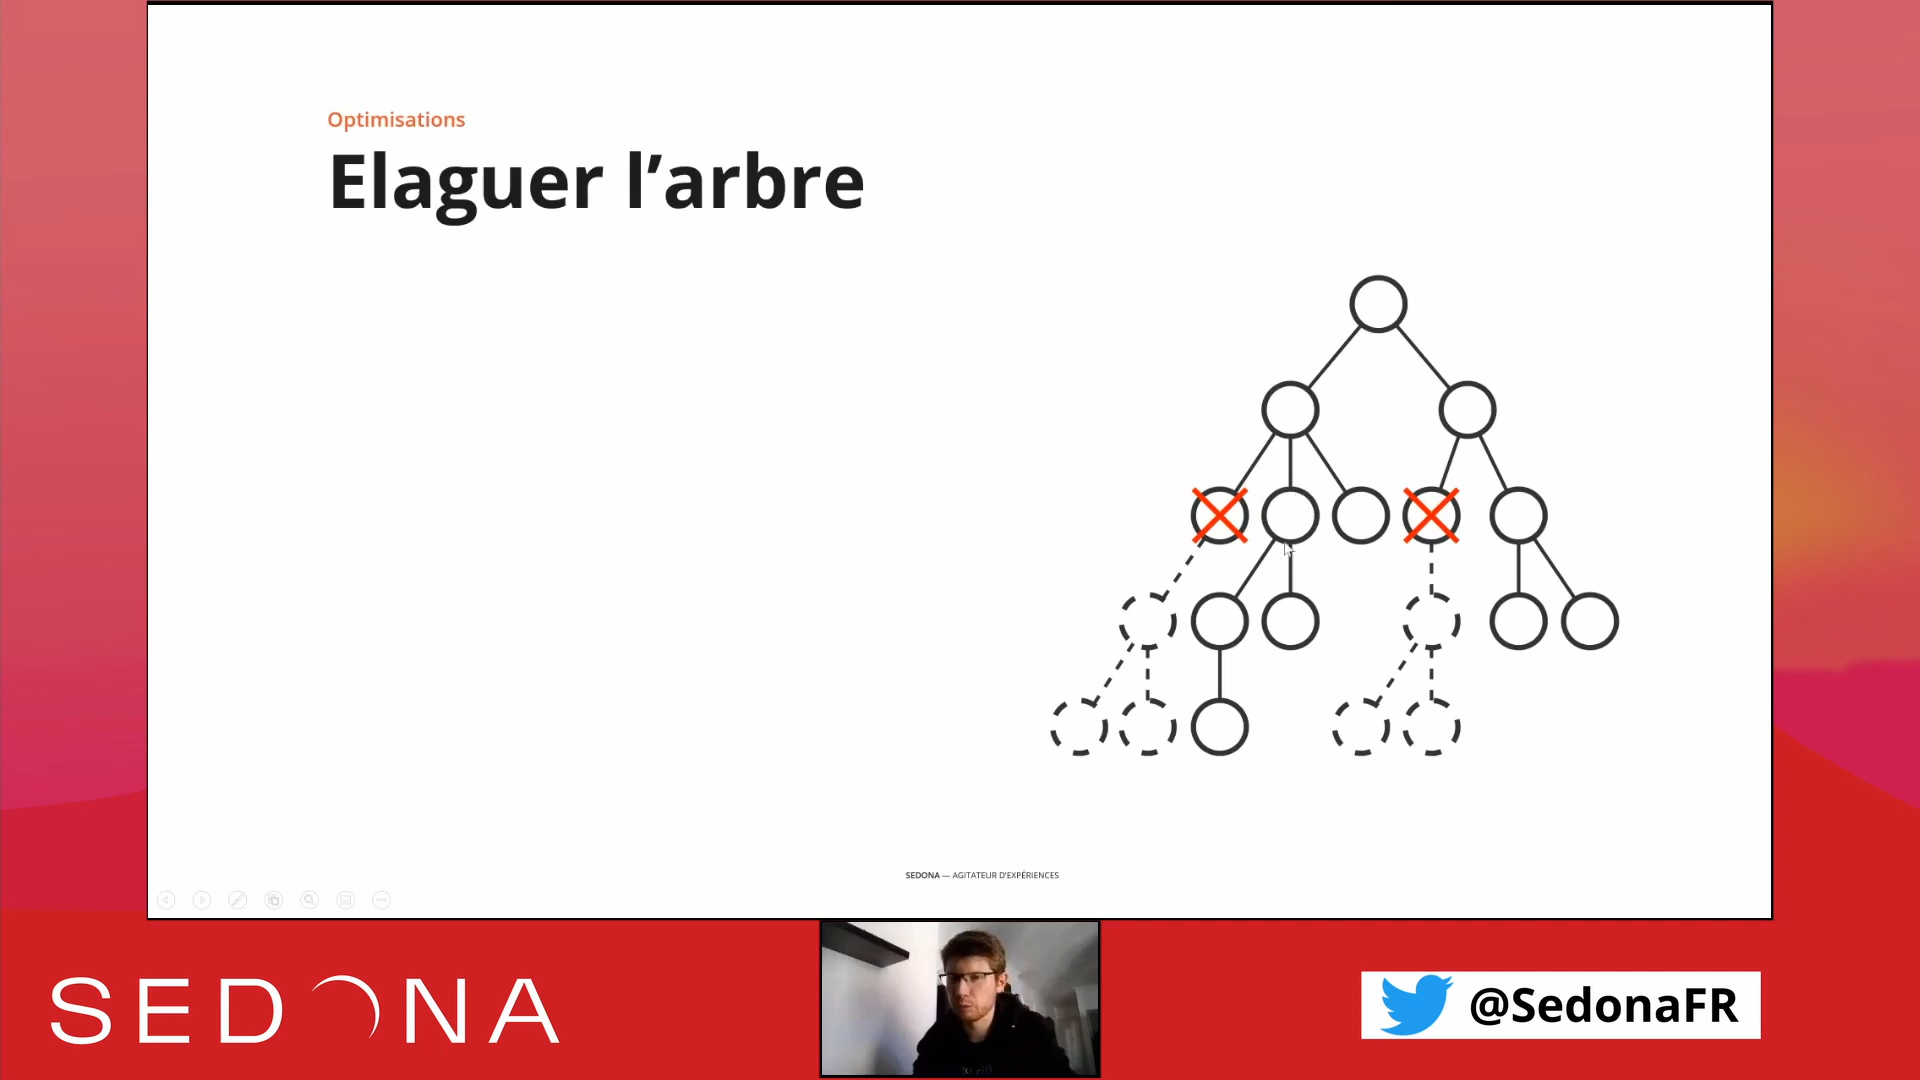 Optimisations
Elaguer l’arbre
SEDONA — AGITATEUR D'EXPÉRIENCES
SEDONA
@SedonaFR